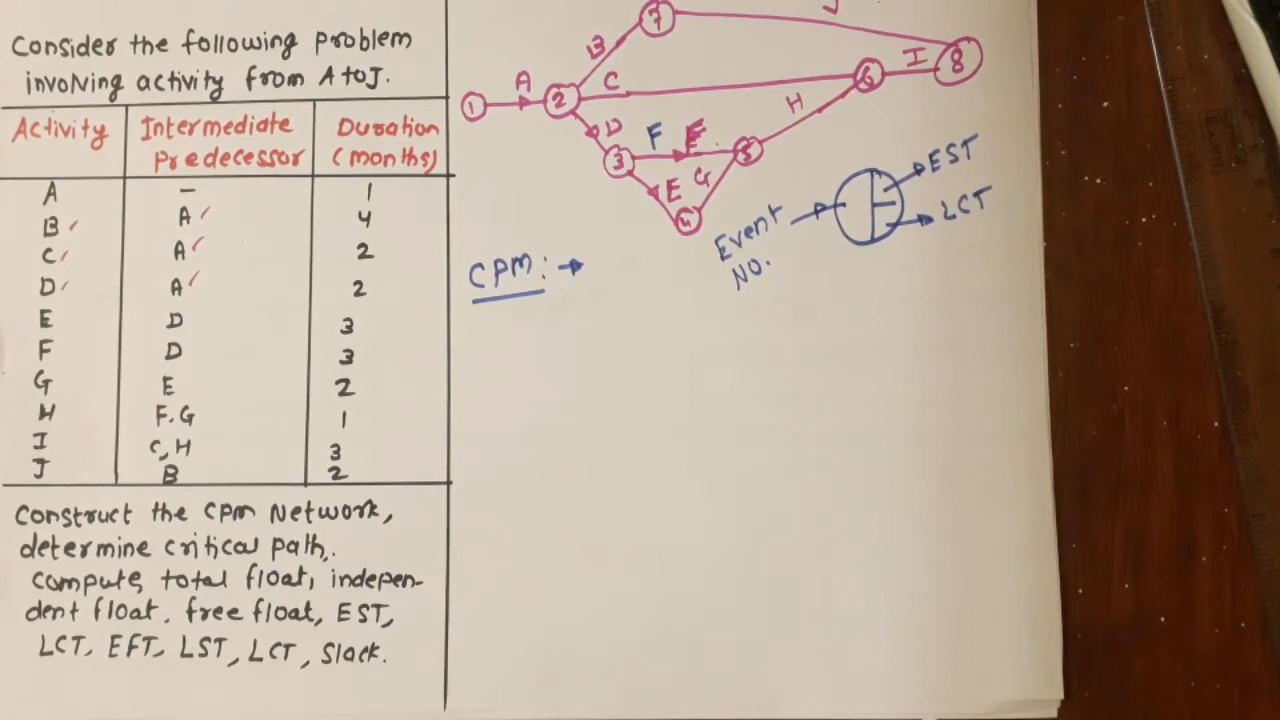 Consider the following problem
involving activity from A to J.
Activity Intermediate Predecessor Duration (months)
A – 1
B A 4
C A 2
D A 2
E D 3
F D 3
G E 2
H F.G 1
I C,H 3
J B 2
Construct the CPM Network,
determine critical path,.
compute total float, indepen-
dent float, free float, EST,
LCT, EFT, LST, LCT, Slack.
7
B
A C I
1 2 6 8
D F H
3 5
E G
4
EST
LCT
Event
NO.
CPM: →